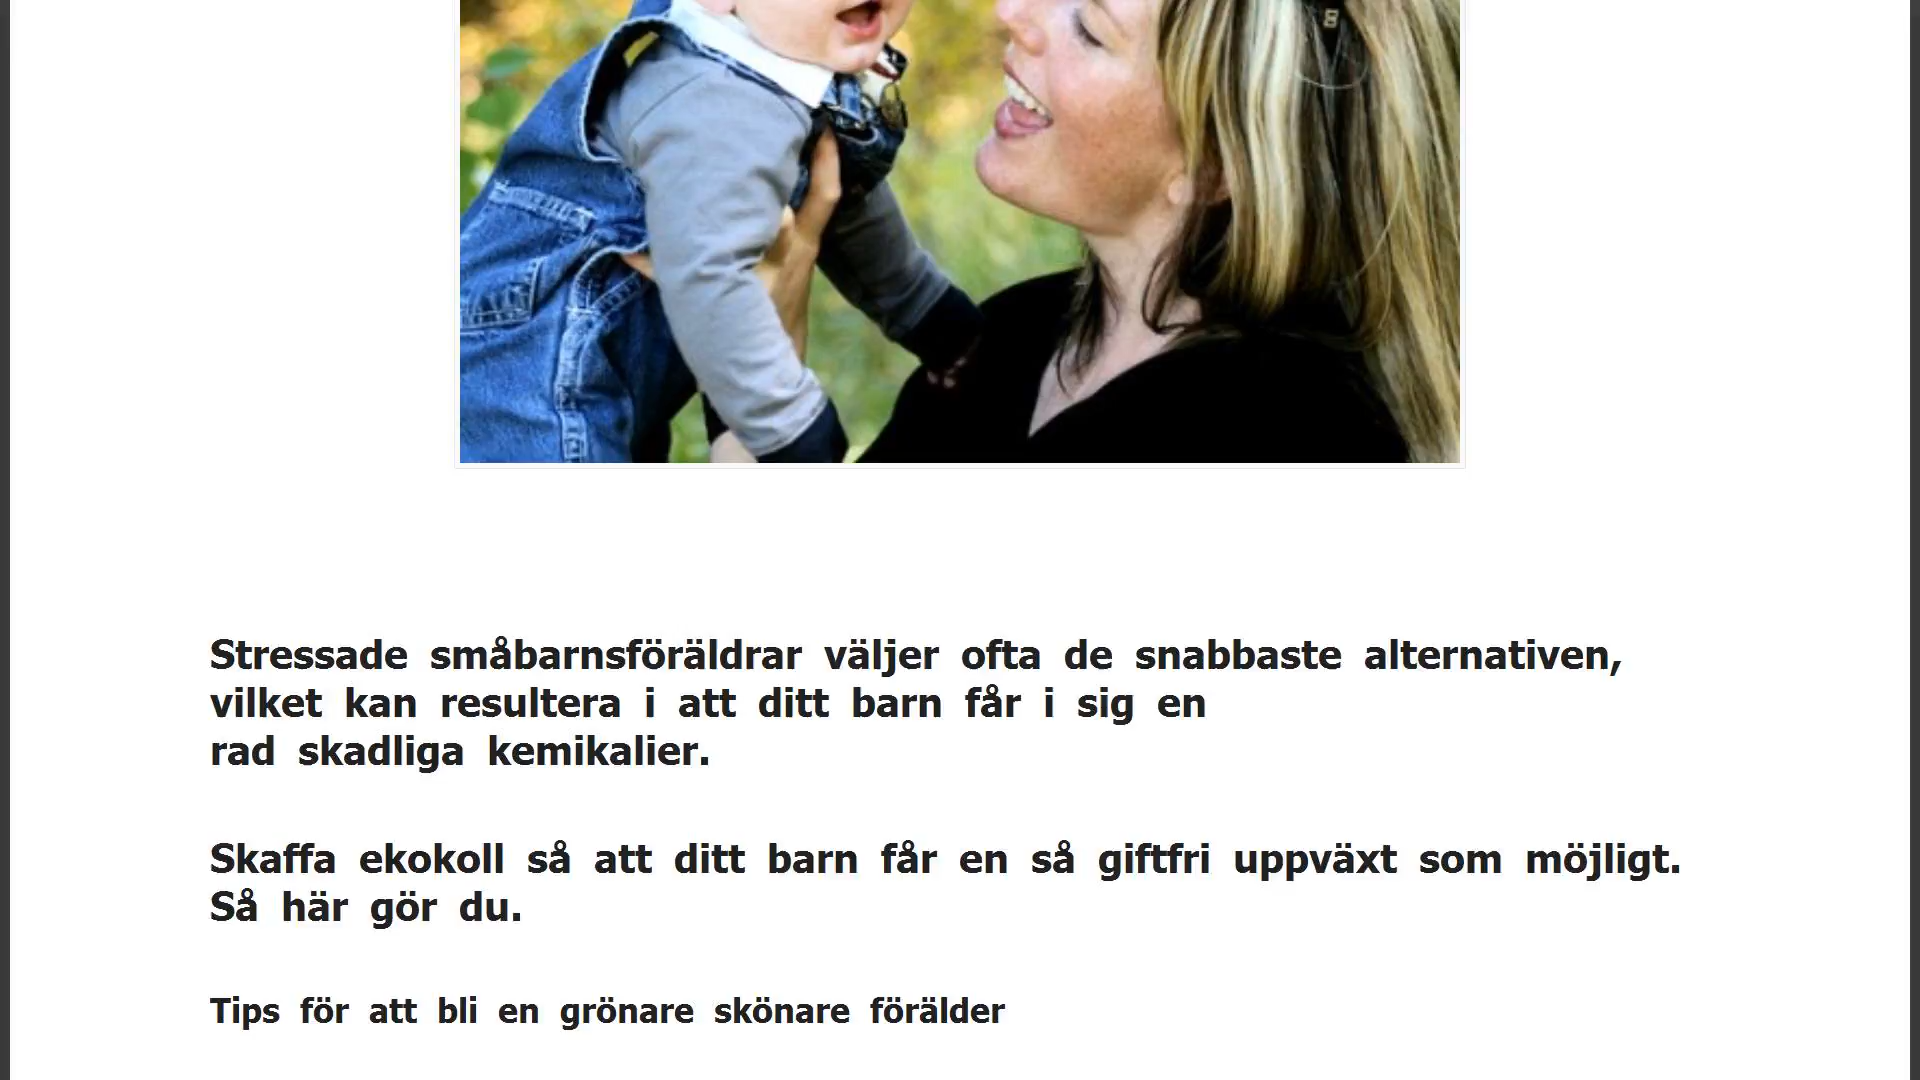 Stressade småbarnsföräldrar väljer ofta de snabbaste alternativen,
vilket kan resultera i att ditt barn får i sig en
rad skadliga kemikalier.
Skaffa ekokoll så att ditt barn får en så giftfri uppväxt som möjligt.
Så här gör du.
Tips för att bli en grönare skönare förälder